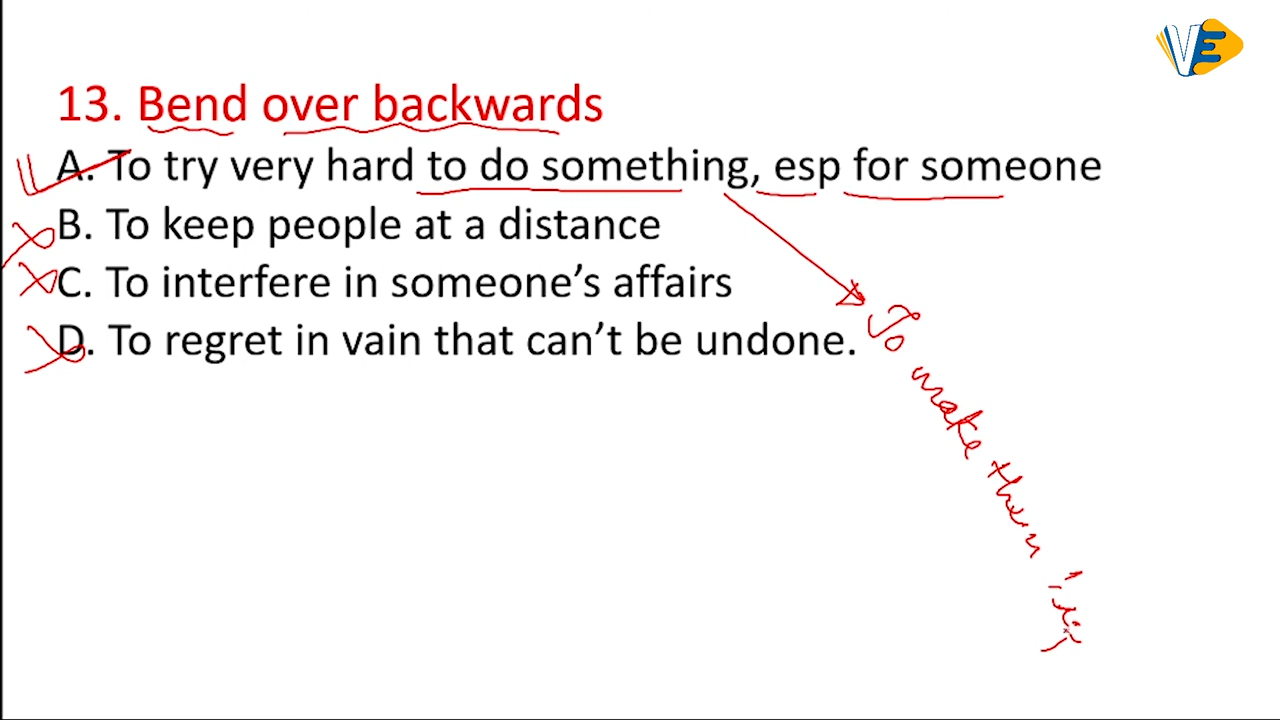 VE
13. Bend over backwards
A. To try very hard to do something, esp for someone
B. To keep people at a distance
C. To interfere in someone’s affairs
D. To regret in vain that can’t be undone.
To make them